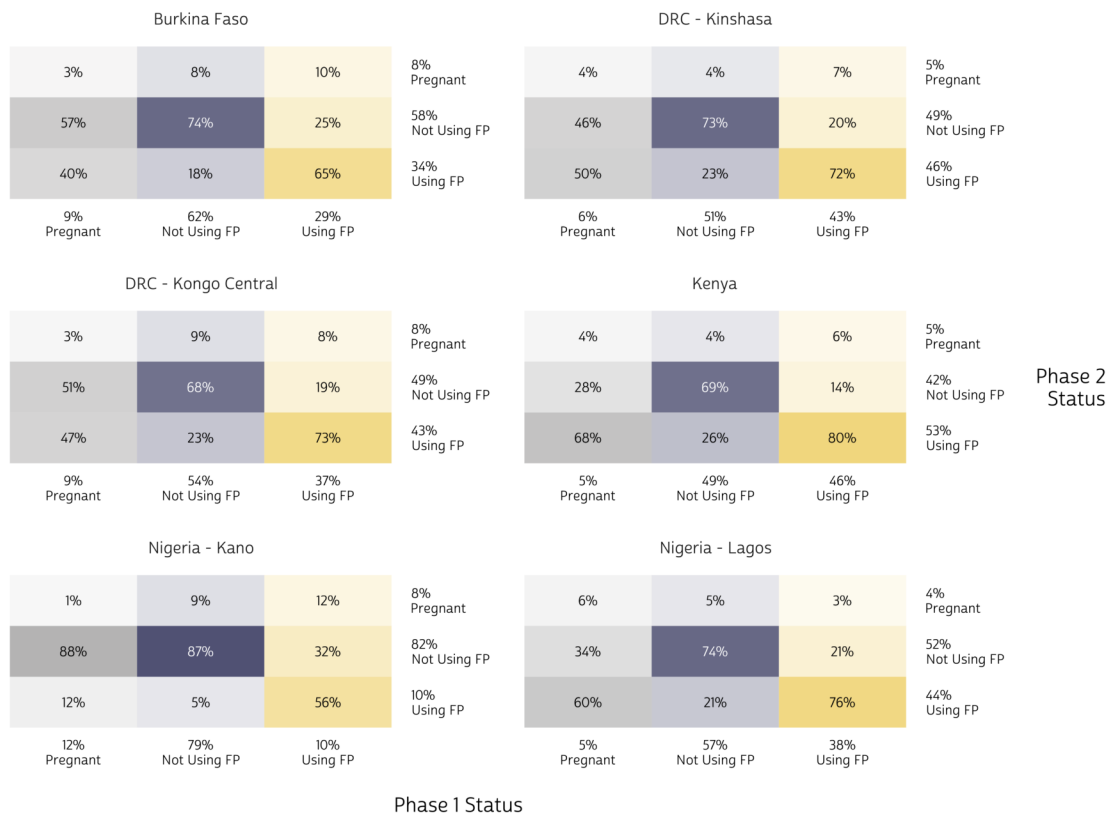 Burkina Faso
3% 8% 10% 8%
Pregnant
57% 74% 25% 58%
Not Using FP
40% 18% 65% 34%
Using FP
9% 62% 29%
Pregnant Not Using FP Using FP
DRC - Kinshasa
4% 4% 7% 5%
Pregnant
46% 73% 20% 49%
Not Using FP
50% 23% 72% 46%
Using FP
6% 51% 43%
Pregnant Not Using FP Using FP
DRC - Kongo Central
3% 9% 8% 8%
Pregnant
51% 68% 19% 49%
Not Using FP
47% 23% 73% 43%
Using FP
9% 54% 37%
Pregnant Not Using FP Using FP
Kenya
4% 4% 6% 5%
Pregnant
28% 69% 14% 42%
Not Using FP
68% 26% 80% 53%
Using FP
5% 49% 46%
Pregnant Not Using FP Using FP
Phase 2
Status
Nigeria - Kano
1% 9% 12% 8%
Pregnant
88% 87% 32% 82%
Not Using FP
12% 5% 56% 10%
Using FP
12% 79% 10%
Pregnant Not Using FP Using FP
Nigeria - Lagos
6% 5% 3% 4%
Pregnant
34% 74% 21% 52%
Not Using FP
60% 21% 76% 44%
Using FP
5% 57% 38%
Pregnant Not Using FP Using FP
Phase 1 Status